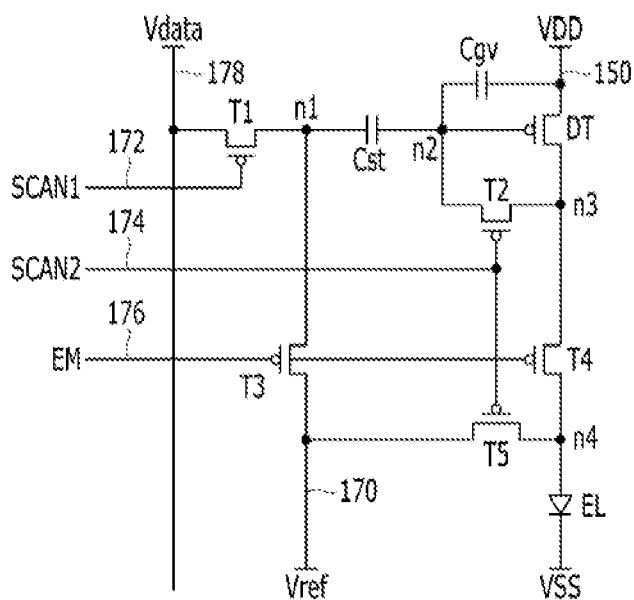 Vdata
VDD
178
Cgv
150
T1
n1
DT
172
Cst
n2
SCAN1
T2
n3
174
SCAN2
176
EM
T3
T4
n4
T5
170
EL
Vref
VSS